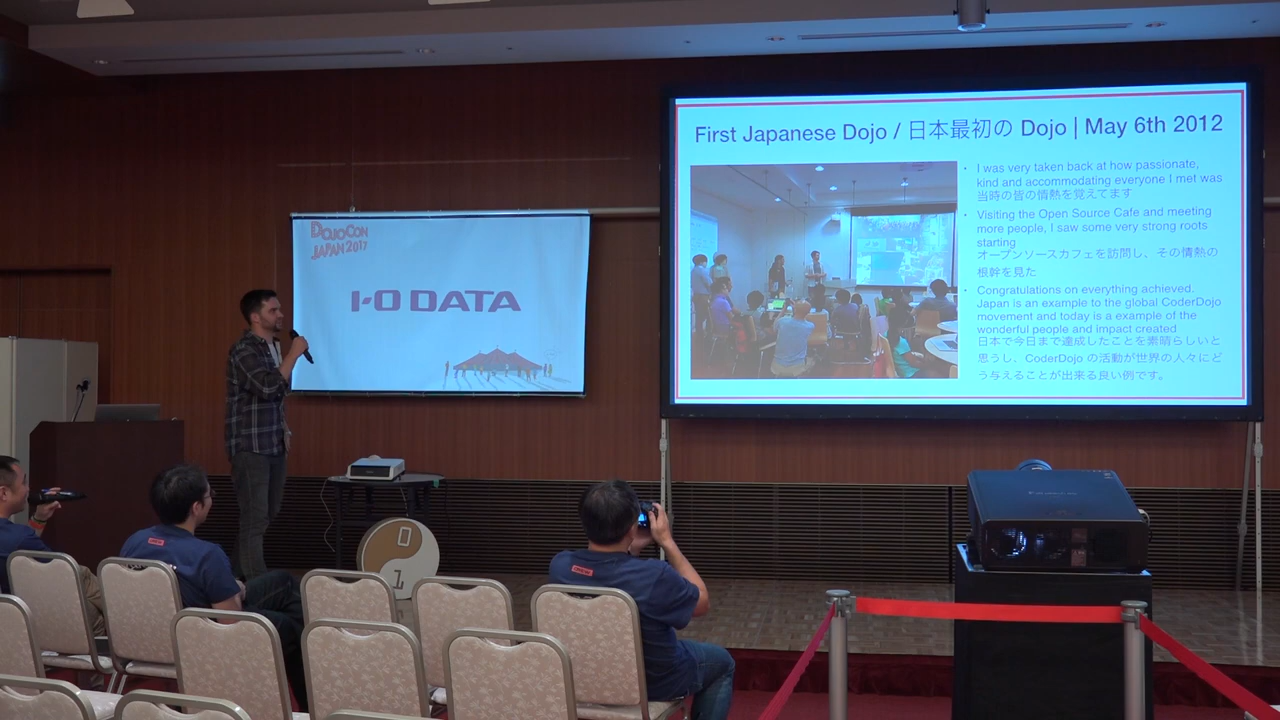 DOJOCON
JAPAN 2017
I-O DATA
First Japanese Dojo / 日本最初の Dojo | May 6th 2012
• I was very taken back at how passionate,
kind and accommodating everyone I met was
当時の皆の情熱を覚えてます
• Visiting the Open Source Cafe and meeting
more people, I saw some very strong roots
starting
オープンソースカフェを訪問し、その情熱の
根幹を見た
• Congratulations on everything achieved.
Japan is an example to the global CoderDojo
movement and today is a example of the
wonderful people and impact created
日本で今日まで達成したことを素晴らしいと
思うし、CoderDojo の活動が世界の人々にど
う与えることが出来る良い例です。
0
1